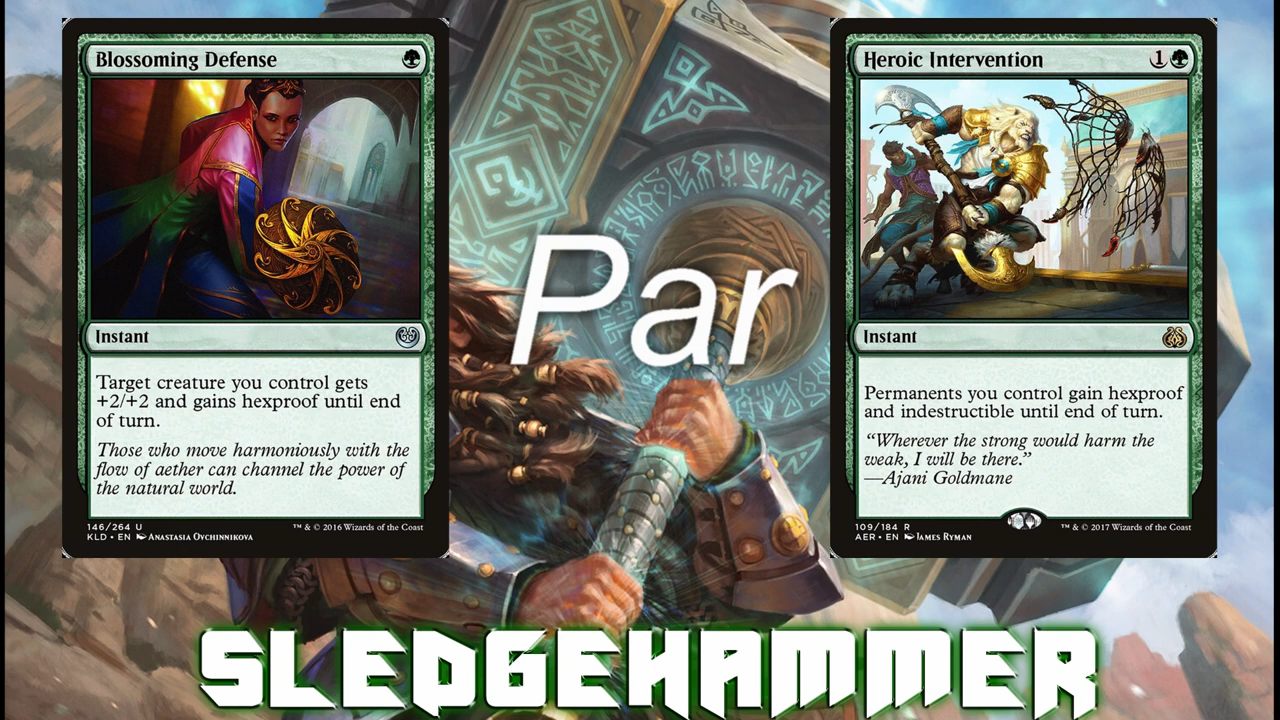 Blossoming Defense
Instant
Target creature you control gets
+2/+2 and gains hexproof until end
of turn.
Those who move harmoniously with the
flow of aether can channel the power of
the natural world.
146/264 U
KLD • EN ANASTASIA OVCHINNIKOVA
™ & © 2016 Wizards of the Coast
Par
Heroic Intervention 1
Instant
Permanents you control gain hexproof
and indestructible until end of turn.
“Wherever the strong would harm the
weak, I will be there.”
—Ajani Goldmane
109/184 R
AER • EN JAMES RYMAN
™ & © 2017 Wizards of the Coast
SLEDGEHAMMER